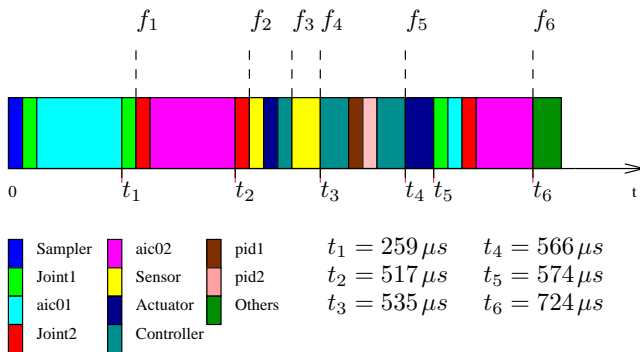 f₁ f₂ f₃ f₄ f₅ f₆
0 t₁ t₂ t₃ t₄ t₅ t₆ t
Sampler aic02 pid1 t₁ = 259 μs t₄ = 566 μs
Joint1 Sensor pid2 t₂ = 517 μs t₅ = 574 μs
aic01 Actuator Others t₃ = 535 μs t₆ = 724 μs
Joint2 Controller